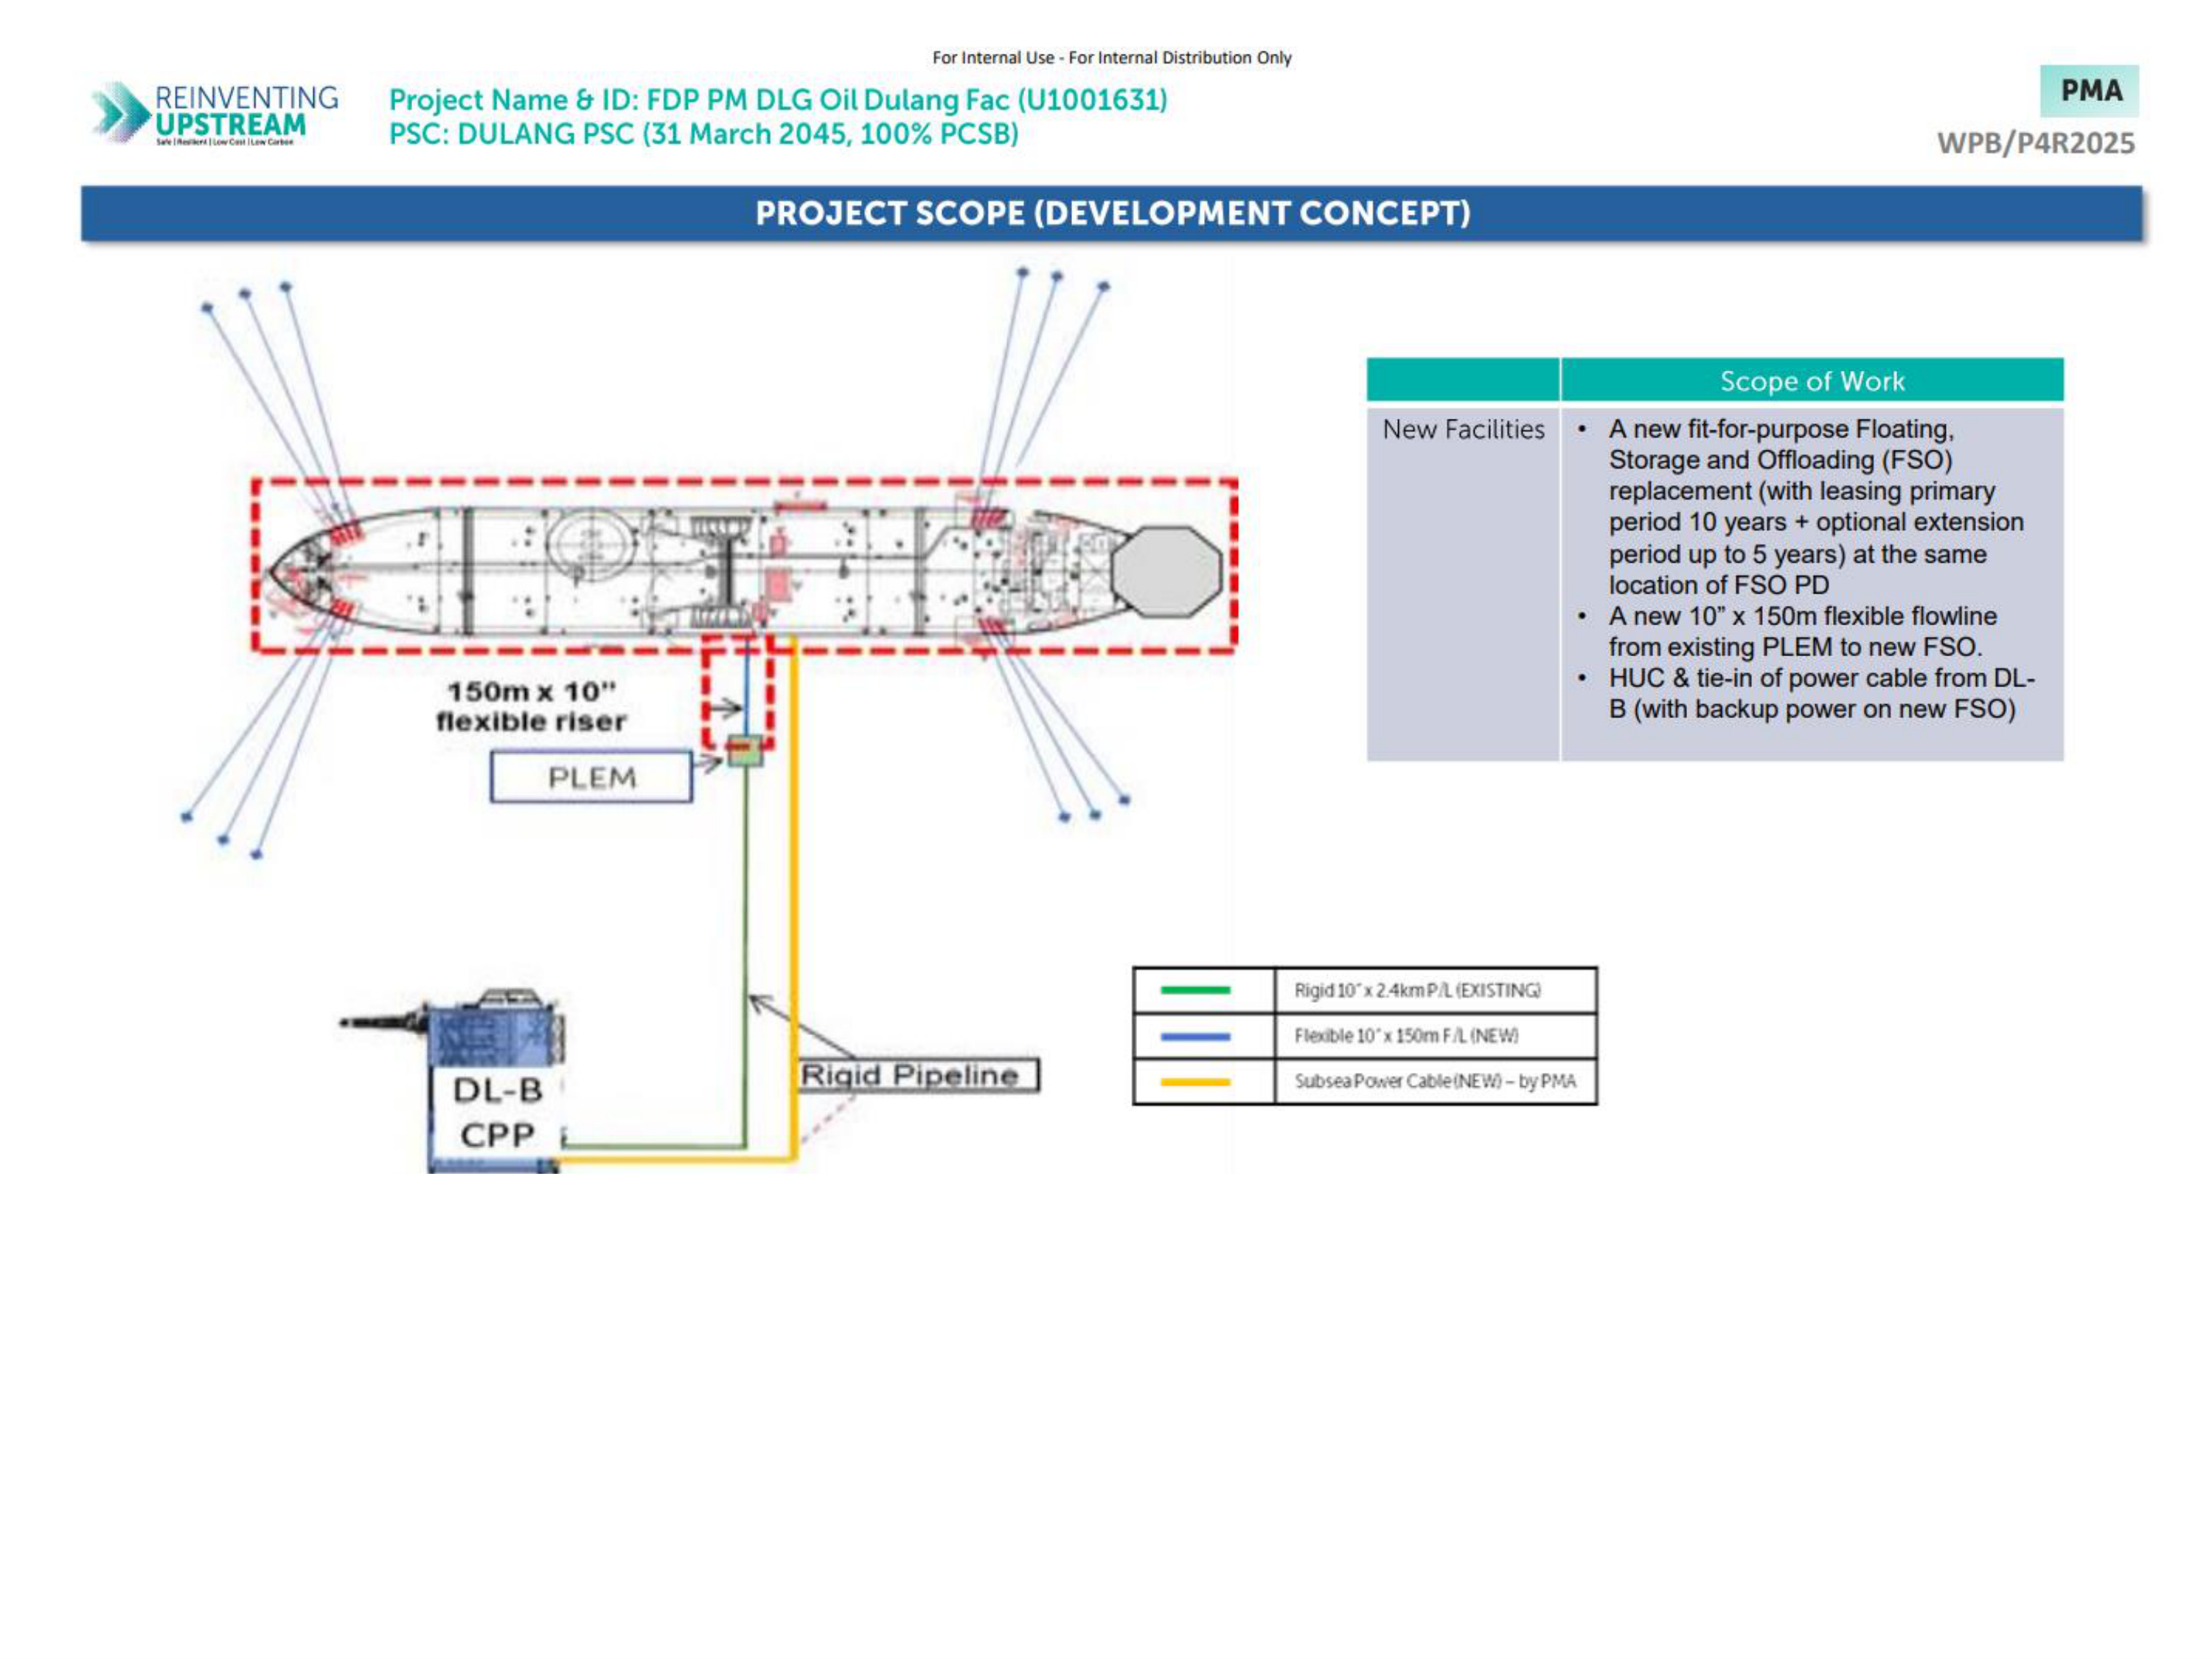 For Internal Use - For Internal Distribution Only
REINVENTING
UPSTREAM
Safe | Resilient | Low Cost | Low Carbon
Project Name & ID: FDP PM DLG Oil Dulang Fac (U1001631)
PSC: DULANG PSC (31 March 2045, 100% PCSB)
PMA
WPB/P4R2025
PROJECT SCOPE (DEVELOPMENT CONCEPT)
Scope of Work
New Facilities
• A new fit-for-purpose Floating,
Storage and Offloading (FSO)
replacement (with leasing primary
period 10 years + optional extension
period up to 5 years) at the same
location of FSO PD
• A new 10” x 150m flexible flowline
from existing PLEM to new FSO.
• HUC & tie-in of power cable from DL-
B (with backup power on new FSO)
150m x 10"
flexible riser
PLEM
Rigid Pipeline
DL-B
CPP
Rigid 10" x 2.4km P/L (EXISTING)
Flexible 10" x 150m F/L (NEW)
Subsea Power Cable (NEW) – by PMA